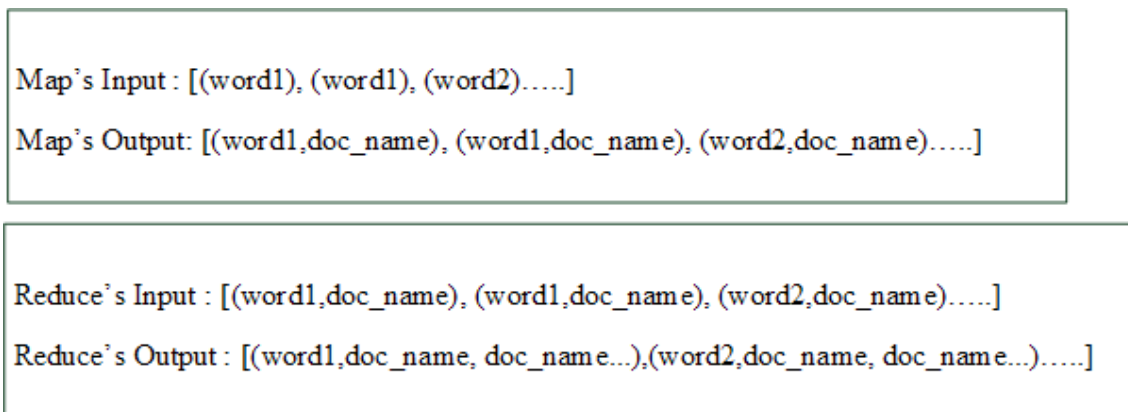 Map’s Input : [(word1), (word1), (word2)…..]
Map’s Output: [(word1,doc_name), (word1,doc_name), (word2,doc_name)…..]
Reduce’s Input : [(word1,doc_name), (word1,doc_name), (word2,doc_name)…..]
Reduce’s Output : [(word1,doc_name, doc_name...),(word2,doc_name, doc_name...)…..]